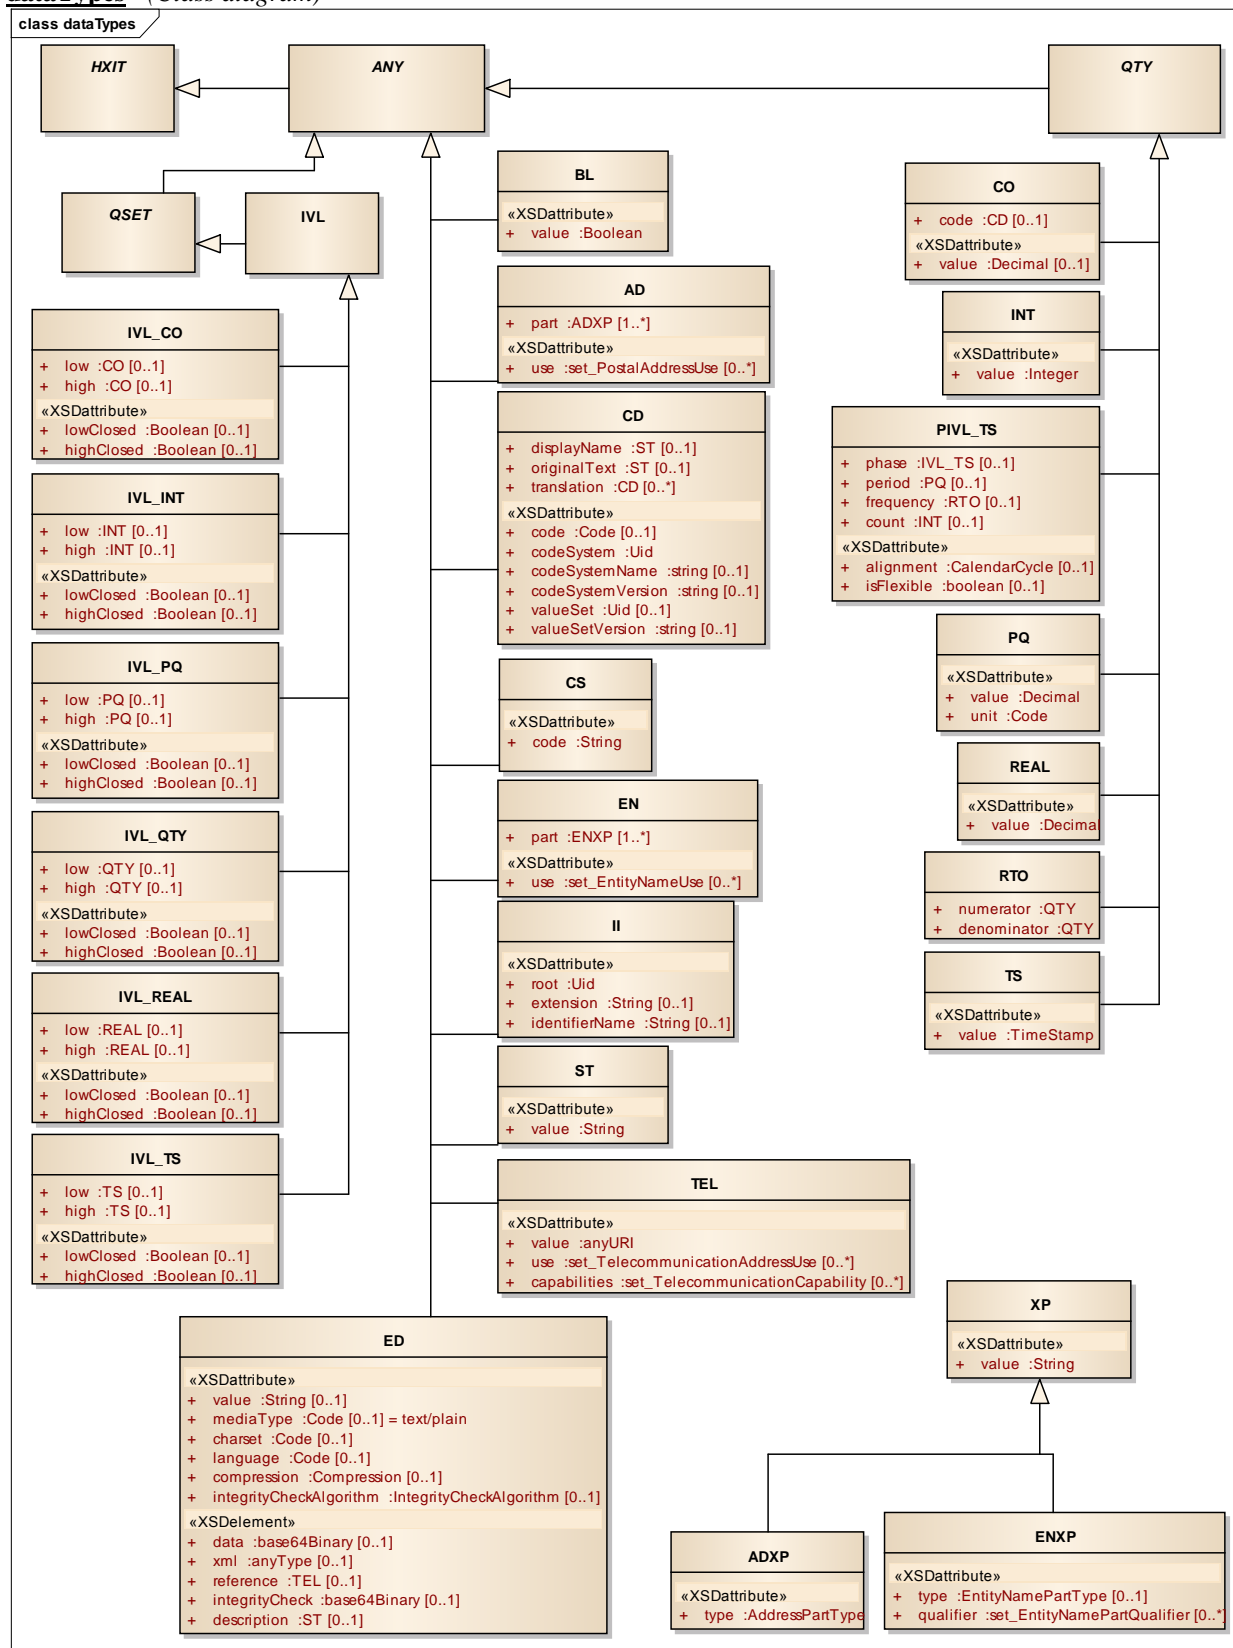 dataTypes (Class diagram)
class dataTypes
HXIT
ANY
QTY
QSET
IVL
BL
«XSDattribute»
+ value :Boolean
CO
+ code :CD [0..1]
«XSDattribute»
+ value :Decimal [0..1]
AD
+ part :ADXP [1..*]
«XSDattribute»
+ use :set_PostalAddressUse [0..*]
INT
«XSDattribute»
+ value :Integer
IVL_CO
+ low :CO [0..1]
+ high :CO [0..1]
«XSDattribute»
+ lowClosed :Boolean [0..1]
+ highClosed :Boolean [0..1]
CD
+ displayName :ST [0..1]
+ originalText :ST [0..1]
+ translation :CD [0..*]
«XSDattribute»
+ code :Code [0..1]
+ codeSystem :Uid
+ codeSystemName :string [0..1]
+ codeSystemVersion :string [0..1]
+ valueSet :Uid [0..1]
+ valueSetVersion :string [0..1]
PIVL_TS
+ phase :IVL_TS [0..1]
+ period :PQ [0..1]
+ frequency :RTO [0..1]
+ count :INT [0..1]
«XSDattribute»
+ alignment :CalendarCycle [0..1]
+ isFlexible :boolean [0..1]
IVL_INT
+ low :INT [0..1]
+ high :INT [0..1]
«XSDattribute»
+ lowClosed :Boolean [0..1]
+ highClosed :Boolean [0..1]
PQ
«XSDattribute»
+ value :Decimal
+ unit :Code
IVL_PQ
+ low :PQ [0..1]
+ high :PQ [0..1]
«XSDattribute»
+ lowClosed :Boolean [0..1]
+ highClosed :Boolean [0..1]
CS
«XSDattribute»
+ code :String
REAL
«XSDattribute»
+ value :Decimal
EN
+ part :ENXP [1..*]
«XSDattribute»
+ use :set_EntityNameUse [0..*]
IVL_QTY
+ low :QTY [0..1]
+ high :QTY [0..1]
«XSDattribute»
+ lowClosed :Boolean [0..1]
+ highClosed :Boolean [0..1]
RTO
+ numerator :QTY
+ denominator :QTY
II
«XSDattribute»
+ root :Uid
+ extension :String [0..1]
+ identifierName :String [0..1]
TS
«XSDattribute»
+ value :TimeStamp
IVL_REAL
+ low :REAL [0..1]
+ high :REAL [0..1]
«XSDattribute»
+ lowClosed :Boolean [0..1]
+ highClosed :Boolean [0..1]
ST
«XSDattribute»
+ value :String
IVL_TS
+ low :TS [0..1]
+ high :TS [0..1]
«XSDattribute»
+ lowClosed :Boolean [0..1]
+ highClosed :Boolean [0..1]
TEL
«XSDattribute»
+ value :anyURI
+ use :set_TelecommunicationAddressUse [0..*]
+ capabilities :set_TelecommunicationCapability [0..*]
XP
«XSDattribute»
+ value :String
ED
«XSDattribute»
+ value :String [0..1]
+ mediaType :Code [0..1] = text/plain
+ charset :Code [0..1]
+ language :Code [0..1]
+ compression :Compression [0..1]
+ integrityCheckAlgorithm :IntegrityCheckAlgorithm [0..1]
«XSDelement»
+ data :base64Binary [0..1]
+ xml :anyType [0..1]
+ reference :TEL [0..1]
+ integrityCheck :base64Binary [0..1]
+ description :ST [0..1]
ADXP
«XSDattribute»
+ type :AddressPartType
ENXP
«XSDattribute»
+ type :EntityNamePartType [0..1]
+ qualifier :set_EntityNamePartQualifier [0..*]